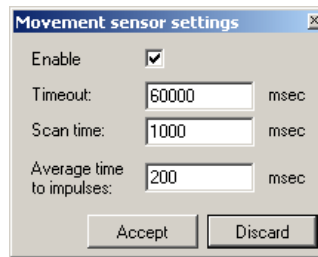 Movement sensor settings
Enable
Timeout: 60000 msec
Scan time: 1000 msec
Average time
to impulses: 200 msec
Accept Discard